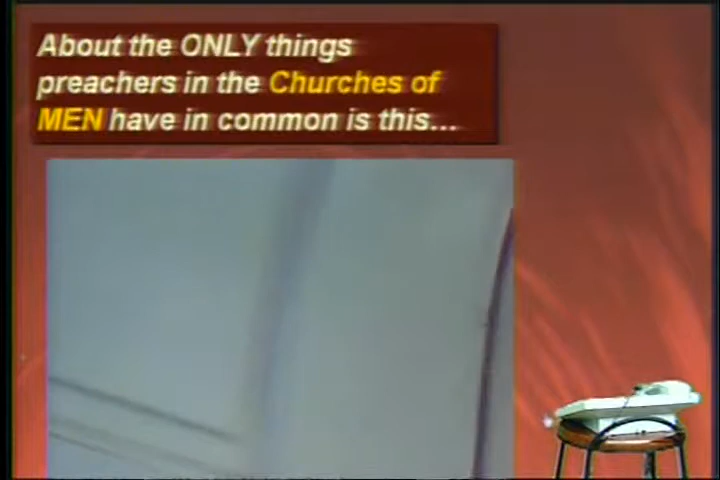 About the ONLY things
preachers in the Churches of
MEN have in common is this...